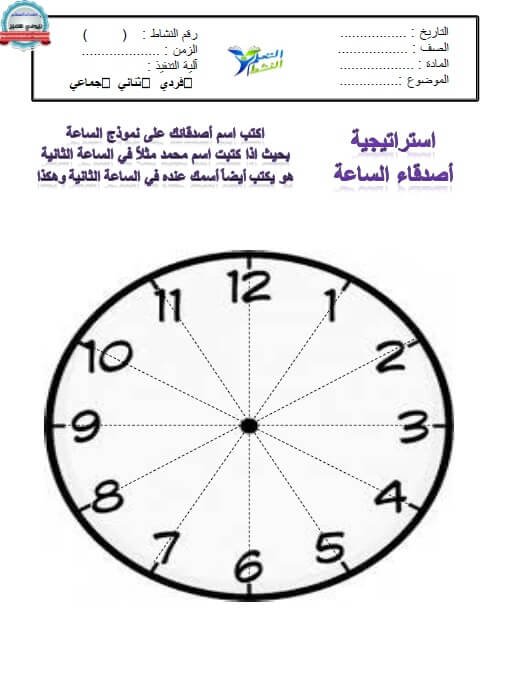 التاريخ : .................
الصف : ..................
المادة : ...................
الموضوع :...............
التعلم النشط
رقم النشاط : (        )
الزمن : ....................
آلية التنفيذ :
فردي ثنائي جماعي
استراتيجية
أصدقاء الساعة
اكتب اسم أصدقائك على نموذج الساعة
بحيث اذا كتبت اسم محمد مثلاً في الساعة الثانية
هو يكتب أيضاً أسمك عنده في الساعة الثانية وهكذا
12
11
1
10
2
9
3
8
4
7
5
6